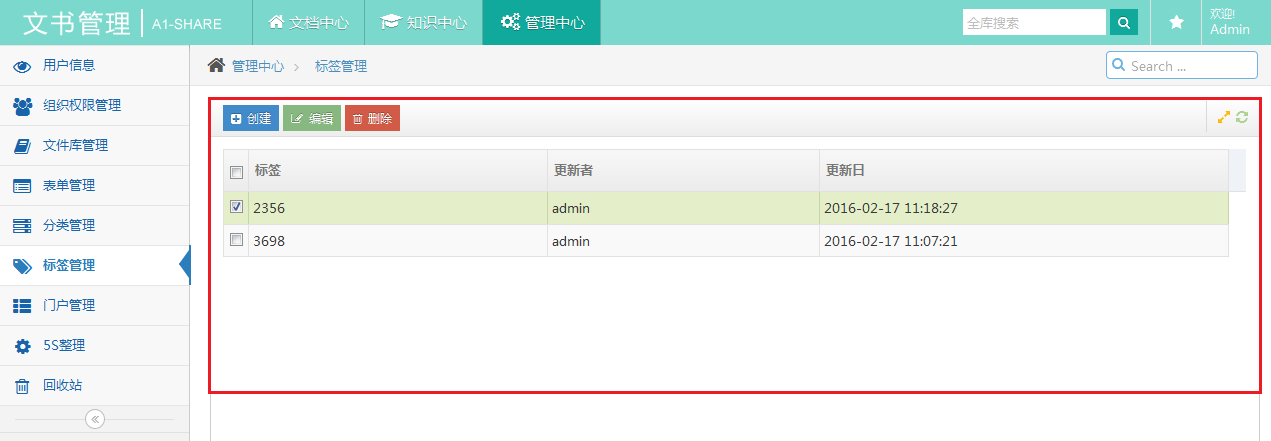 文书管理 A1-SHARE 文档中心 知识中心 管理中心 全库搜索 欢迎! Admin
用户信息
组织权限管理
文件库管理
表单管理
分类管理
标签管理
门户管理
5S整理
回收站
管理中心 > 标签管理 Search ...
创建 编辑 删除
标签 更新者 更新日
2356 admin 2016-02-17 11:18:27
3698 admin 2016-02-17 11:07:21